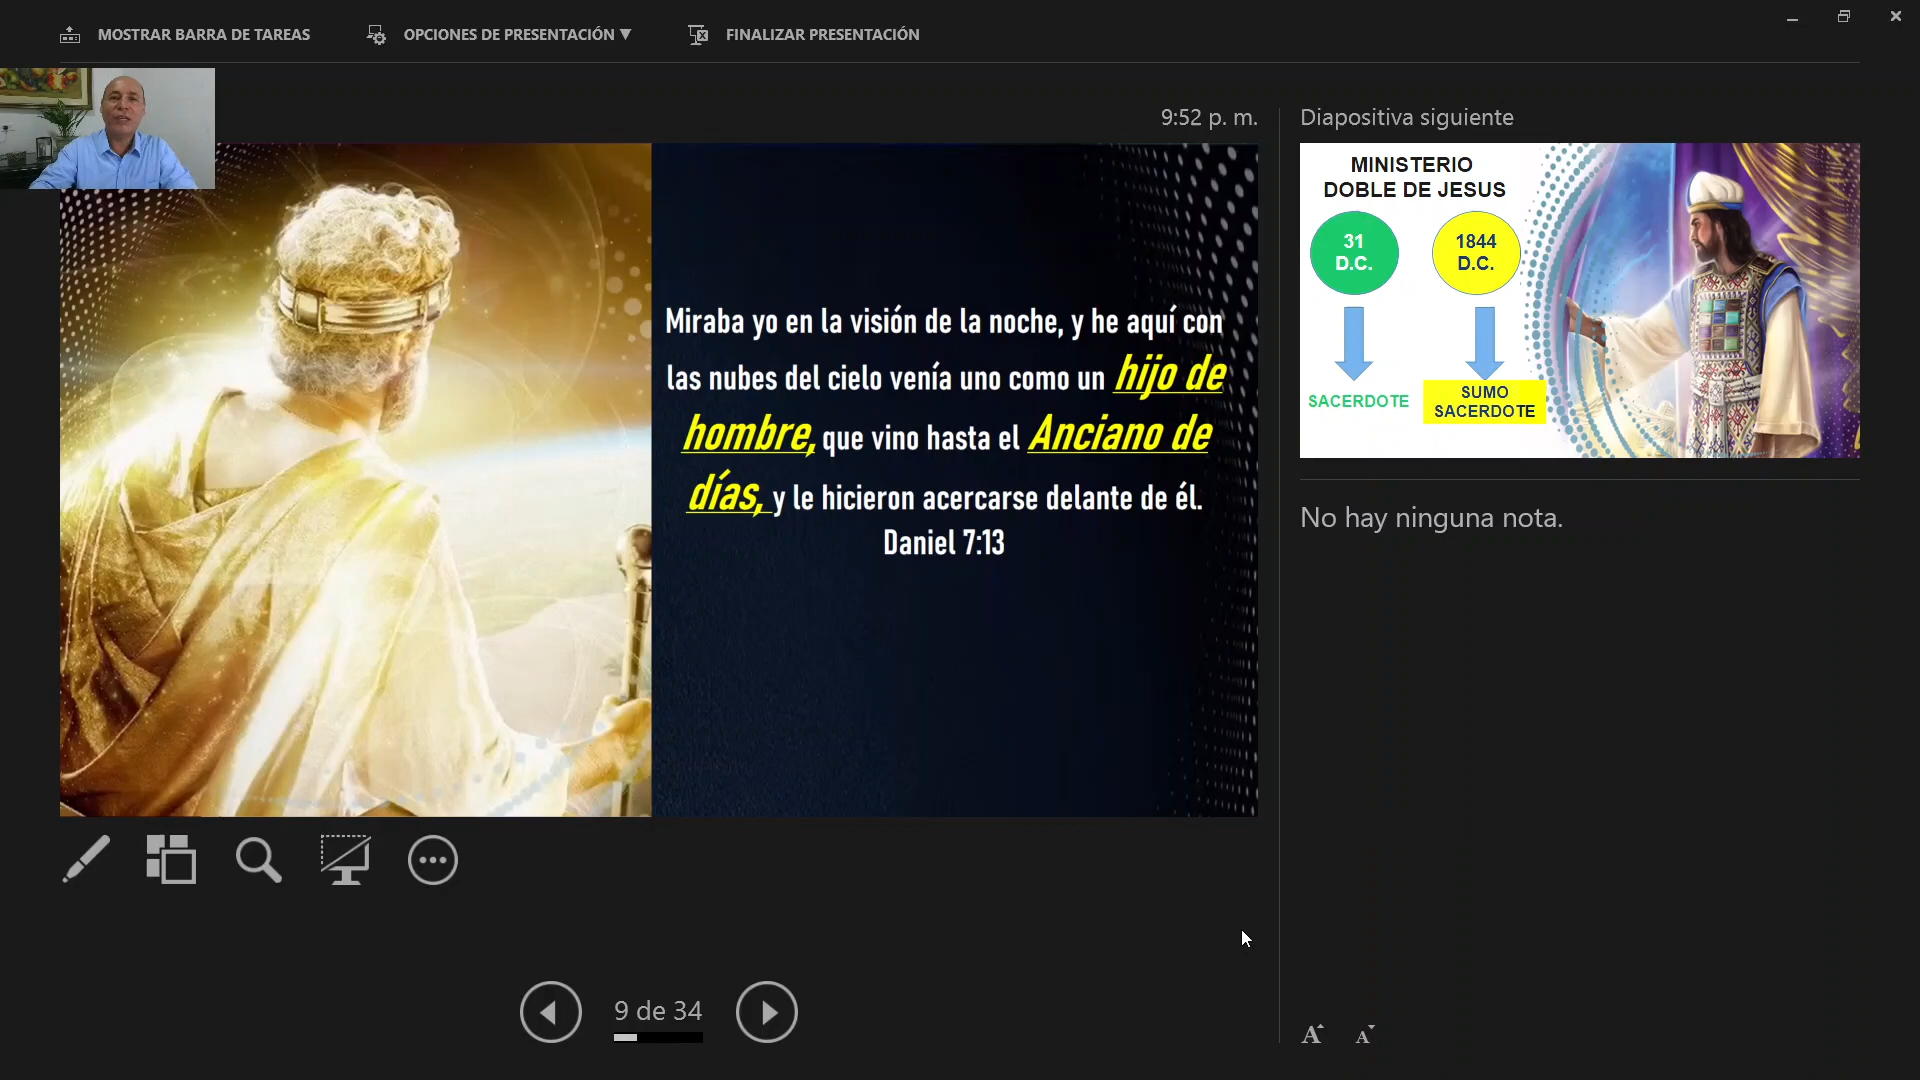 MOSTRAR BARRA DE TAREAS
OPCIONES DE PRESENTACIÓN ▼
FINALIZAR PRESENTACIÓN
9:52 p. m.
Miraba yo en la visión de la noche, y he aquí con
las nubes del cielo venía uno como un hijo de
hombre, que vino hasta el Anciano de
días, y le hicieron acercarse delante de él.
Daniel 7:13
9 de 34
Diapositiva siguiente
MINISTERIO
DOBLE DE JESUS
31
D.C.
1844
D.C.
SACERDOTE
SUMO
SACERDOTE
No hay ninguna nota.
A A